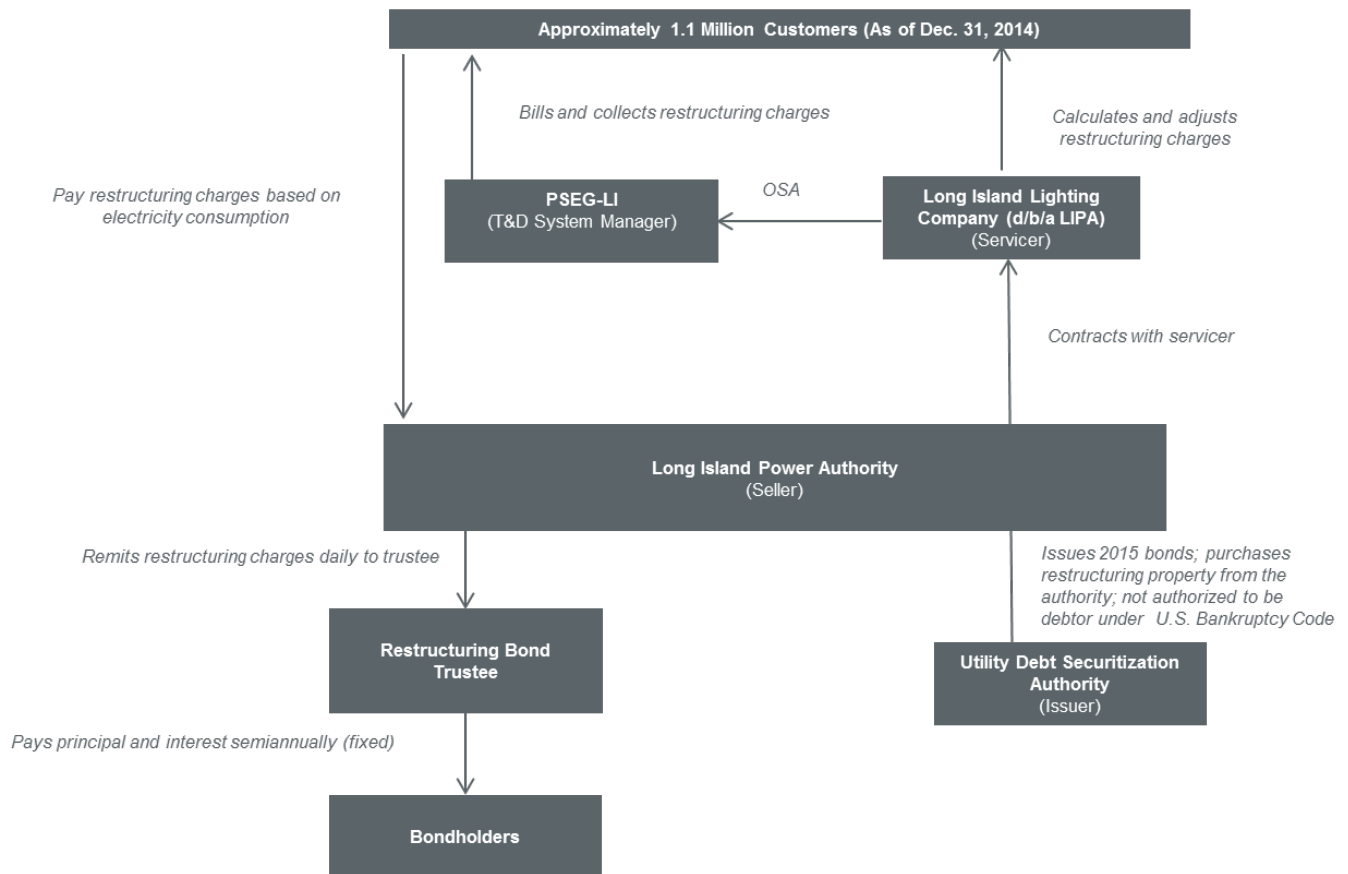 Approximately 1.1 Million Customers (As of Dec. 31, 2014)
Bills and collects restructuring charges
Calculates and adjusts
restructuring charges
Pay restructuring charges based on
electricity consumption
PSEG-LI
(T&D System Manager)
OSA
Long Island Lighting
Company (d/b/a LIPA)
(Servicer)
Contracts with servicer
Long Island Power Authority
(Seller)
Remits restructuring charges daily to trustee
Issues 2015 bonds; purchases
restructuring property from the
authority; not authorized to be
debtor under U.S. Bankruptcy Code
Restructuring Bond
Trustee
Utility Debt Securitization
Authority
(Issuer)
Pays principal and interest semiannually (fixed)
Bondholders